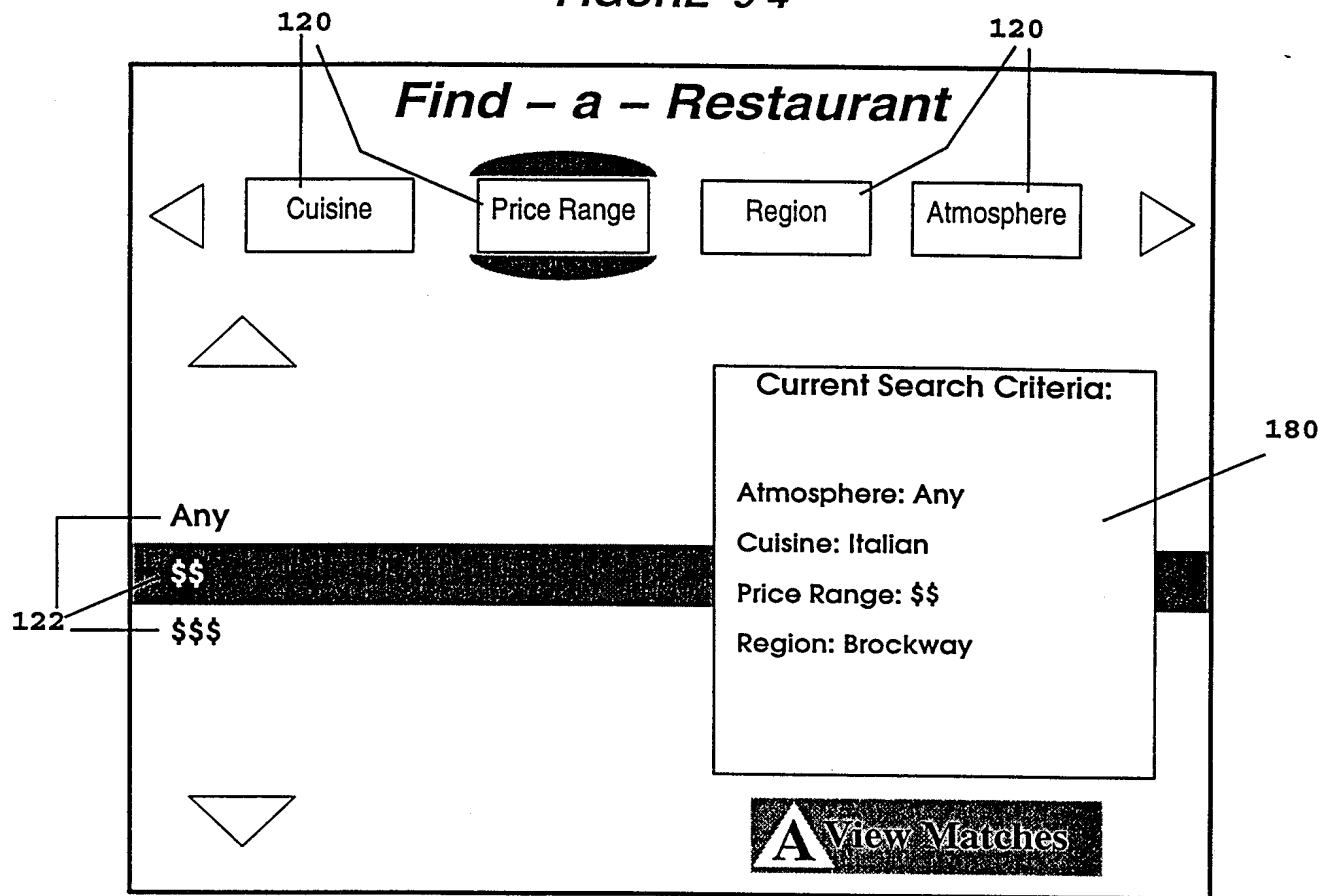 120
120
Find – a – Restaurant
Cuisine
Price Range
Region
Atmosphere
Current Search Criteria:
180
Atmosphere: Any
Any
Cuisine: Italian
$$
Price Range: $$
122
$$$
Region: Brockway
A View Matches